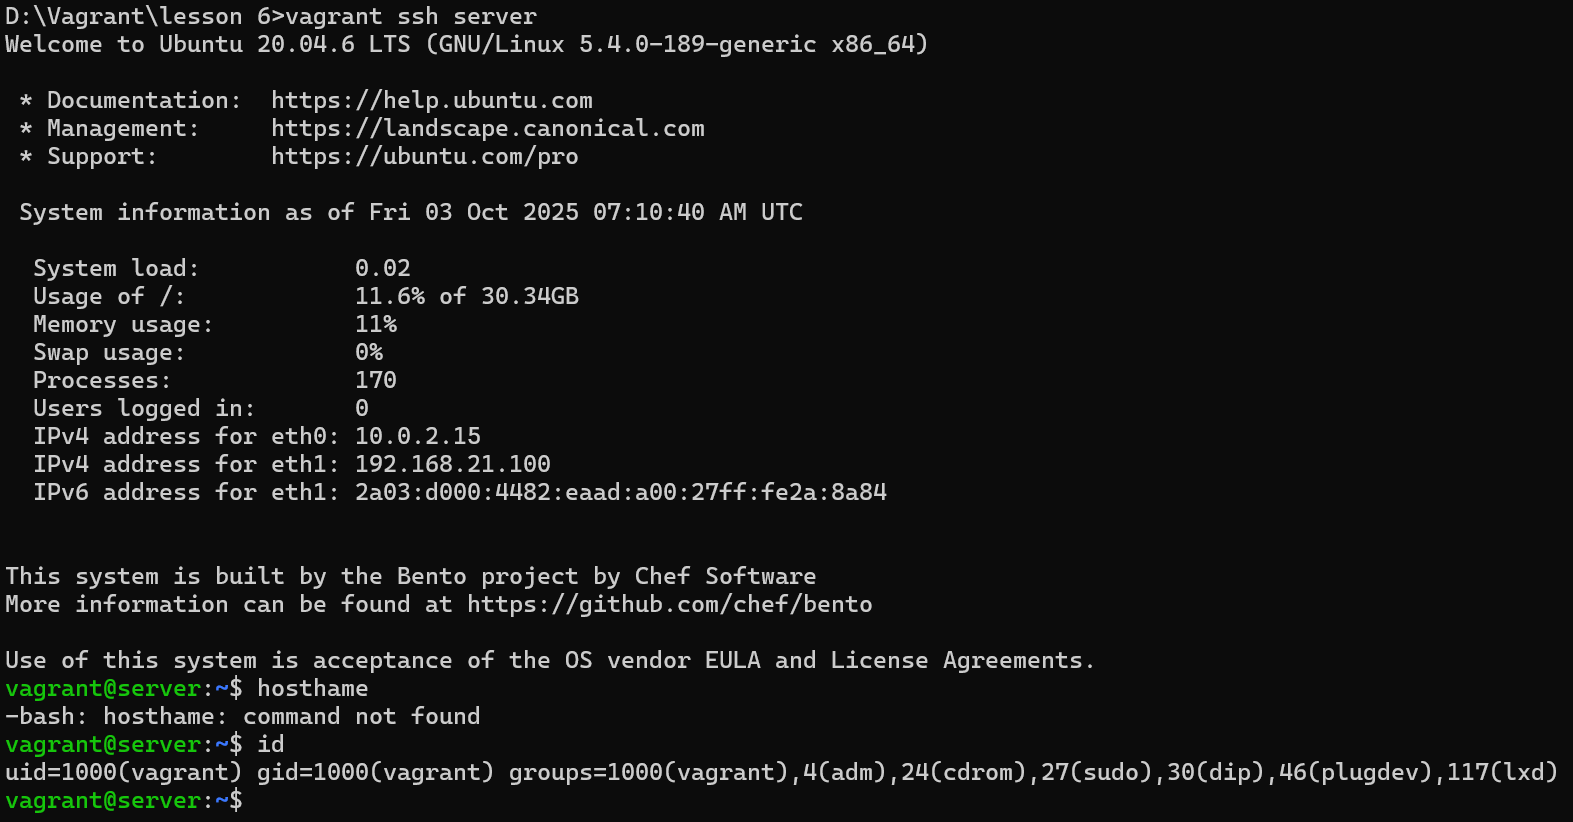 D:\Vagrant\lesson 6>vagrant ssh server
Welcome to Ubuntu 20.04.6 LTS (GNU/Linux 5.4.0-189-generic x86_64)
* Documentation: https://help.ubuntu.com
* Management: https://landscape.canonical.com
* Support: https://ubuntu.com/pro
System information as of Fri 03 Oct 2025 07:10:40 AM UTC
System load: 0.02
Usage of /: 11.6% of 30.34GB
Memory usage: 11%
Swap usage: 0%
Processes: 170
Users logged in: 0
IPv4 address for eth0: 10.0.2.15
IPv4 address for eth1: 192.168.21.100
IPv6 address for eth1: 2a03:d000:4482:eaad:a00:27ff:fe2a:8a84
This system is built by the Bento project by Chef Software
More information can be found at https://github.com/chef/bento
Use of this system is acceptance of the OS vendor EULA and License Agreements.
vagrant@server:~$ hosthame
-bash: hosthame: command not found
vagrant@server:~$ id
uid=1000(vagrant) gid=1000(vagrant) groups=1000(vagrant),4(adm),24(cdrom),27(sudo),30(dip),46(plugdev),117(lxd)
vagrant@server:~$